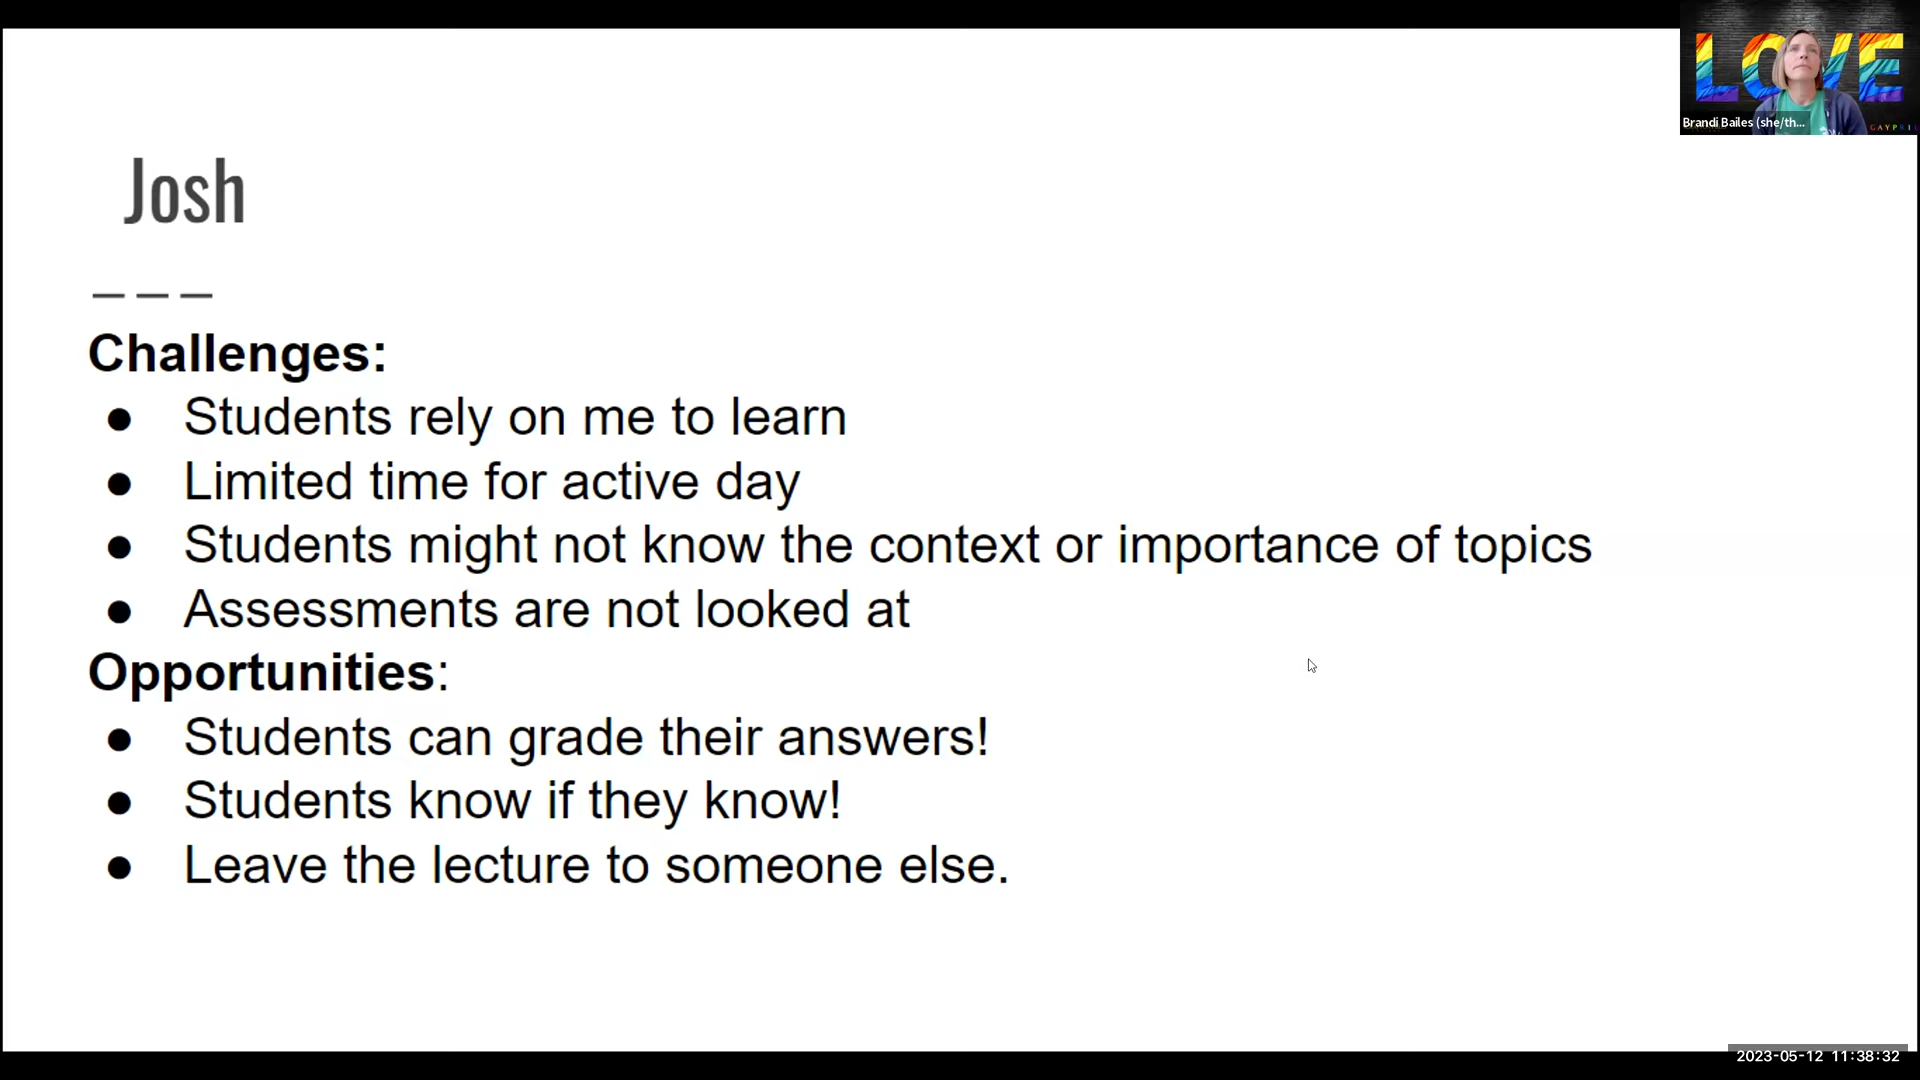 LOVE
Brandi Bailes (she/th...
Josh
Challenges:
● Students rely on me to learn
● Limited time for active day
● Students might not know the context or importance of topics
● Assessments are not looked at
Opportunities:
● Students can grade their answers!
● Students know if they know!
● Leave the lecture to someone else.
2023-05-12 11:38:32